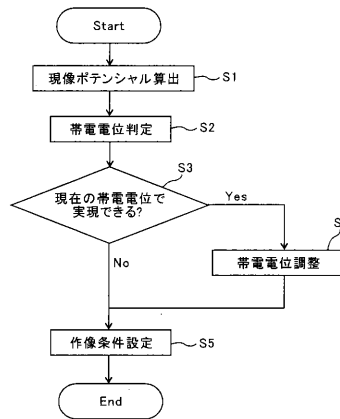 Start
現像ポテンシャル算出
S1
帯電電位判定
S2
S3
現在の帯電電位で
実現できる?
Yes
No
S
帯電電位調整
作像条件設定
S5
End